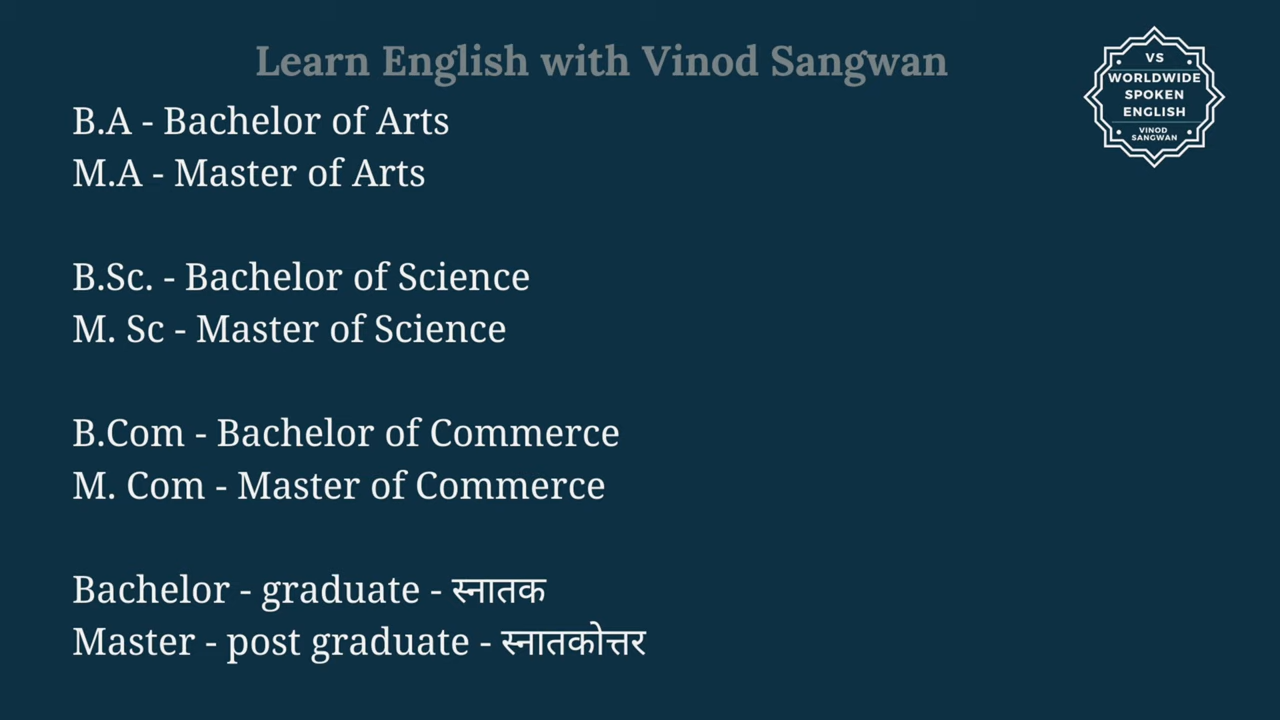 Learn English with Vinod Sangwan
VS
WORLDWIDE
SPOKEN
ENGLISH
VINOD
SANGWAN
B.A - Bachelor of Arts
M.A - Master of Arts
B.Sc. - Bachelor of Science
M. Sc - Master of Science
B.Com - Bachelor of Commerce
M. Com - Master of Commerce
Bachelor - graduate - स्नातक
Master - post graduate - स्नातकोत्तर